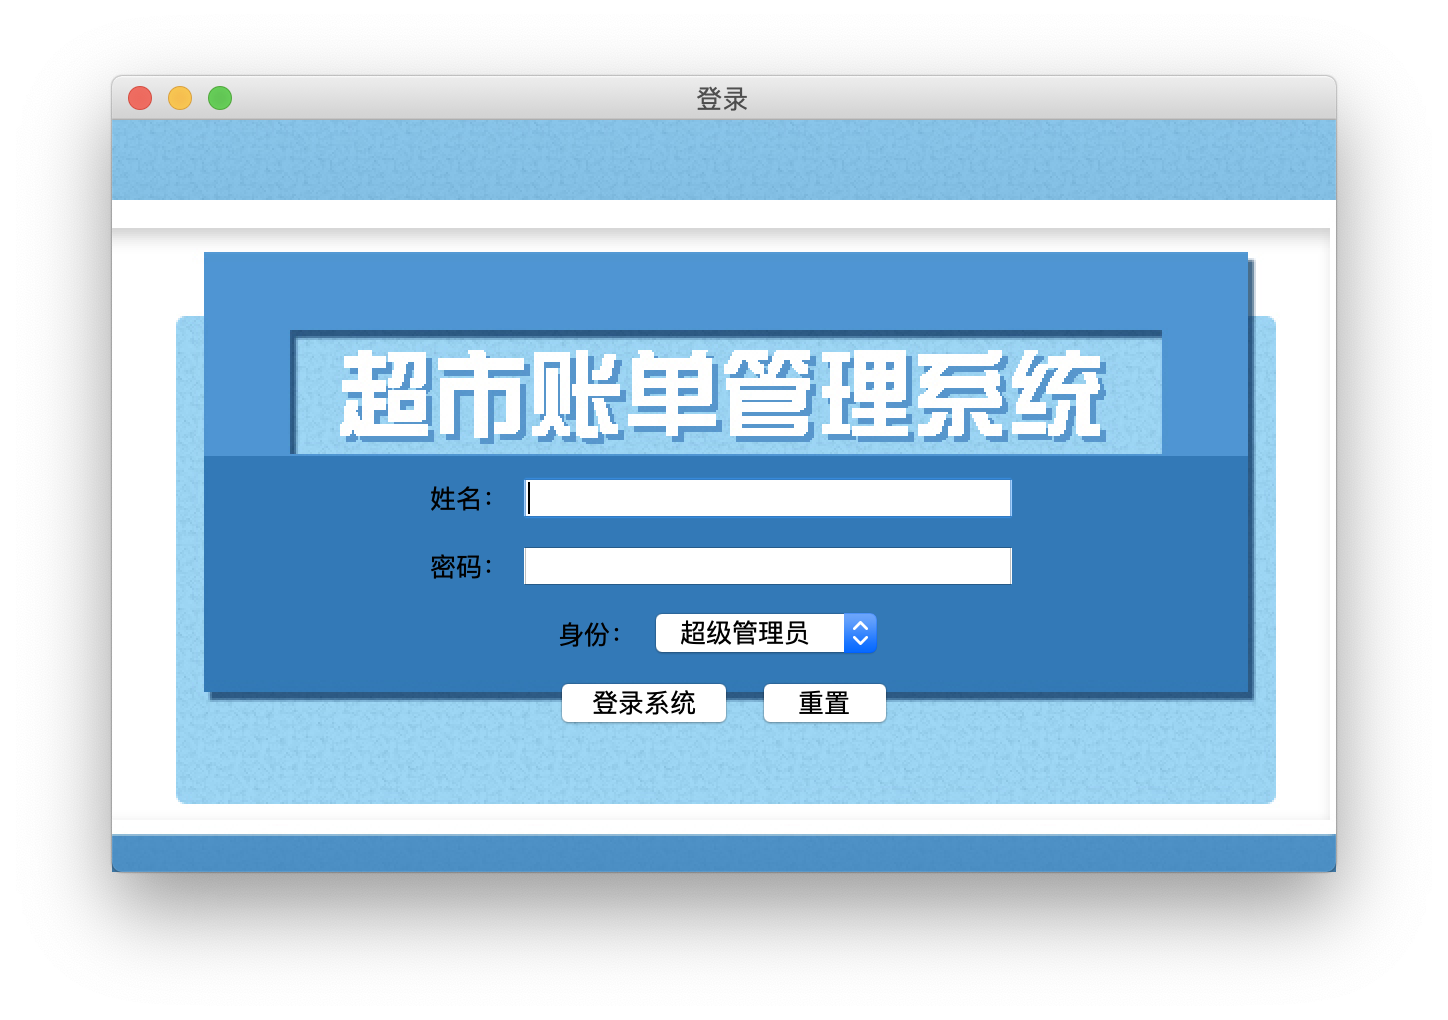 登录
超市账单管理系统
姓名：
密码：
身份： 超级管理员
登录系统 重置